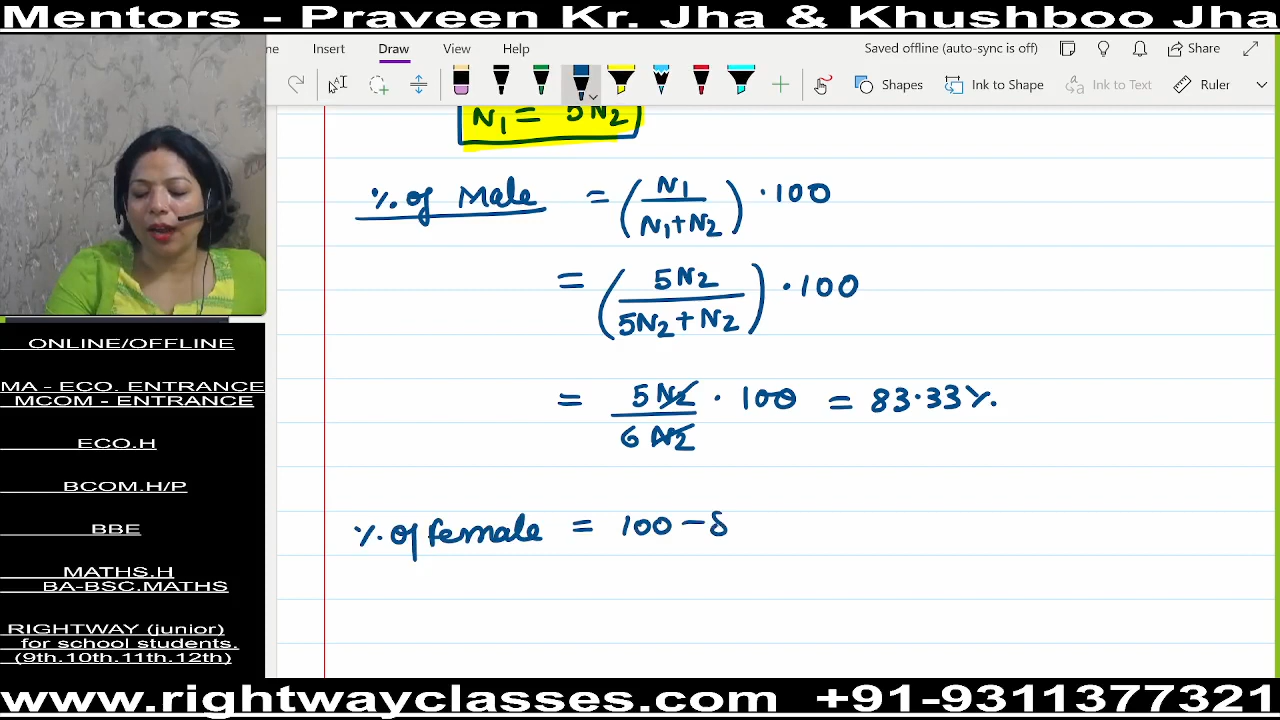 Mentors - Praveen Kr. Jha & Khushboo Jha
me Insert Draw View Help Saved offline (auto-sync is off) Share
Shapes Ink to Shape Ink to Text Ruler
N₁ = 5N₂
% of Male = (N₁ / N₁+N₂) · 100
= (5N₂ / 5N₂ + N₂) · 100
= 5N₂ / 6N₂ · 100 = 83.33%
% of female = 100 - 8
ONLINE/OFFLINE
MA - ECO. ENTRANCE
MCOM - ENTRANCE
ECO.H
BCOM.H/P
BBE
MATHS.H
BA-BSC.MATHS
RIGHTWAY (junior)
for school students.
(9th.10th.11th.12th)
www.rightwayclasses.com +91-9311377321